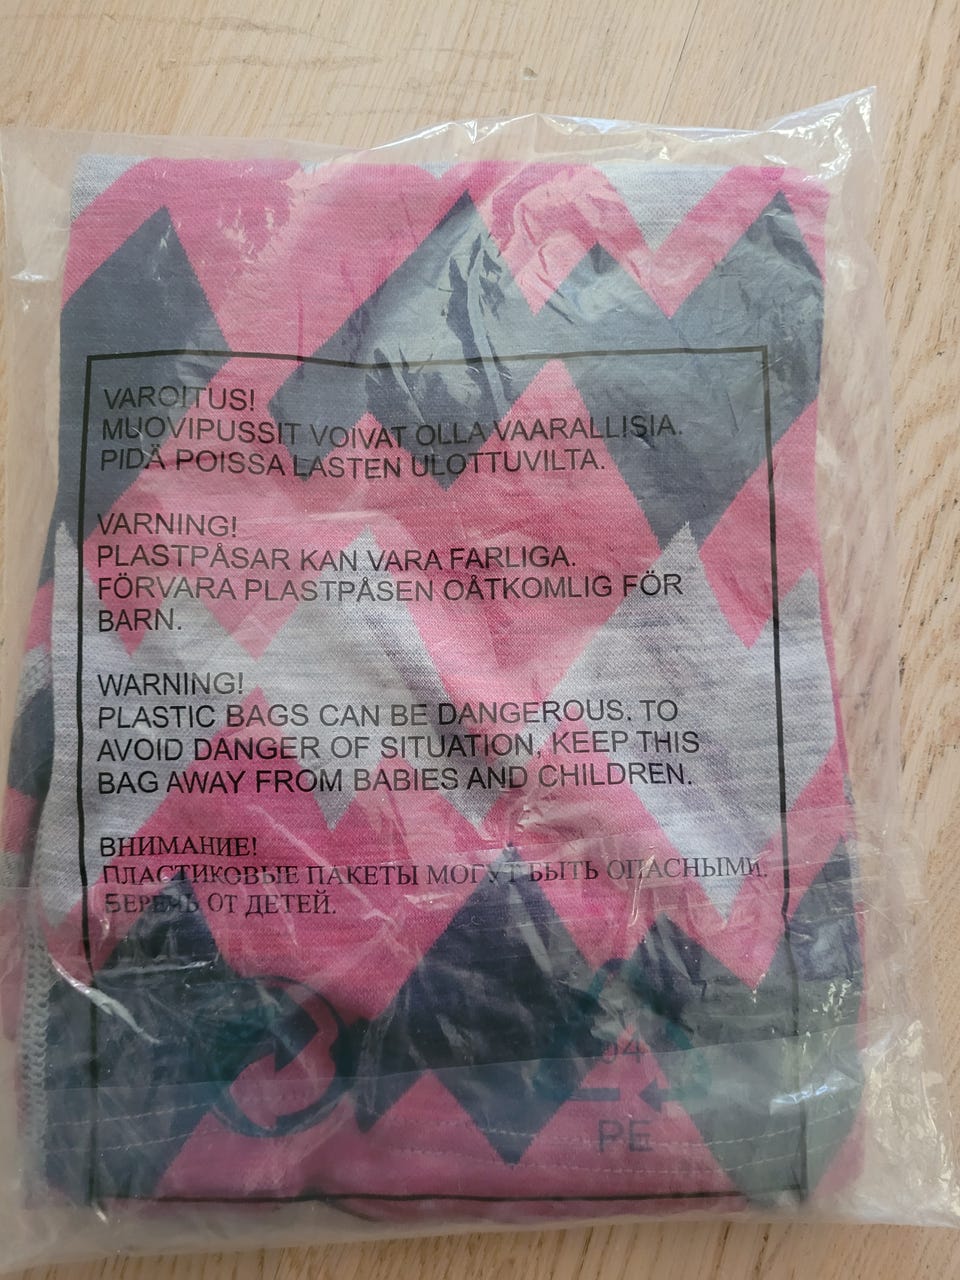 VAROITUS!
MUOVIPUSSIT VOIVAT OLLA VAARALLISIA.
PIDÄ POISSA LASTEN ULOTTUVILTA.
VARNING!
PLASTPÅSAR KAN VARA FARLIGA.
FÖRVARA PLASTPÅSEN OÅTKOMLIG FÖR
BARN.
WARNING!
PLASTIC BAGS CAN BE DANGEROUS. TO
AVOID DANGER OF SITUATION, KEEP THIS
BAG AWAY FROM BABIES AND CHILDREN.
ВНИМАНИЕ!
ПЛАСТИКОВЫЕ ПАКЕТЫ МОГУТ БЫТЬ ОПАСНЫМИ.
БЕРЕЧЬ ОТ ДЕТЕЙ.
04
PE